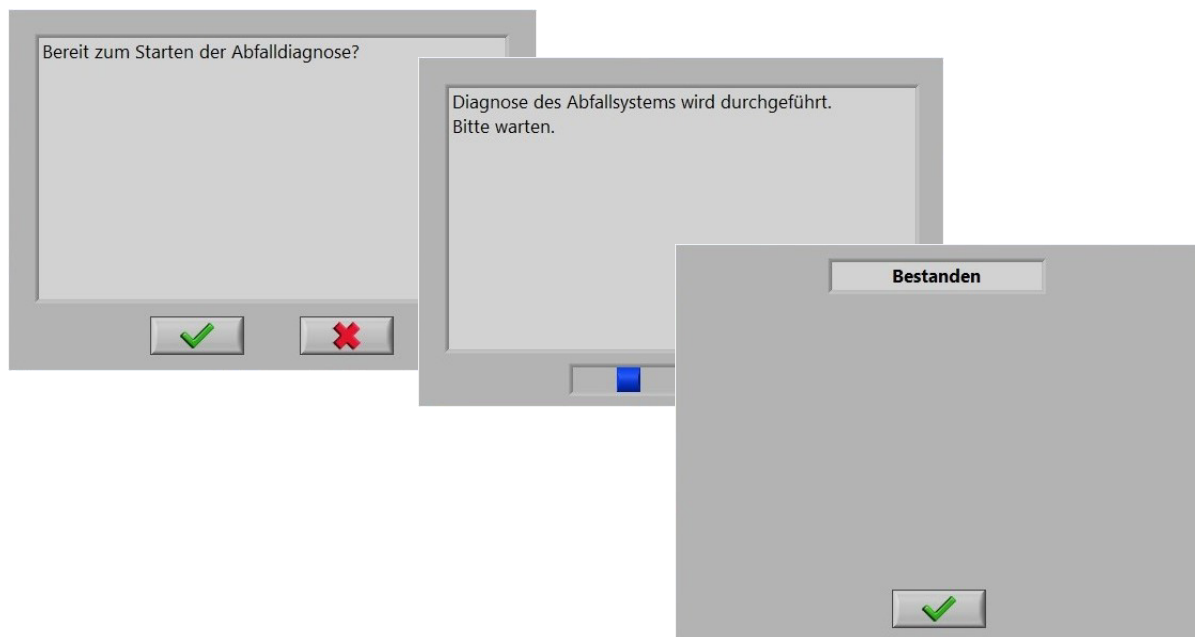 Bereit zum Starten der Abfalldiagnose?
Diagnose des Abfallsystems wird durchgeführt.
Bitte warten.
Bestanden